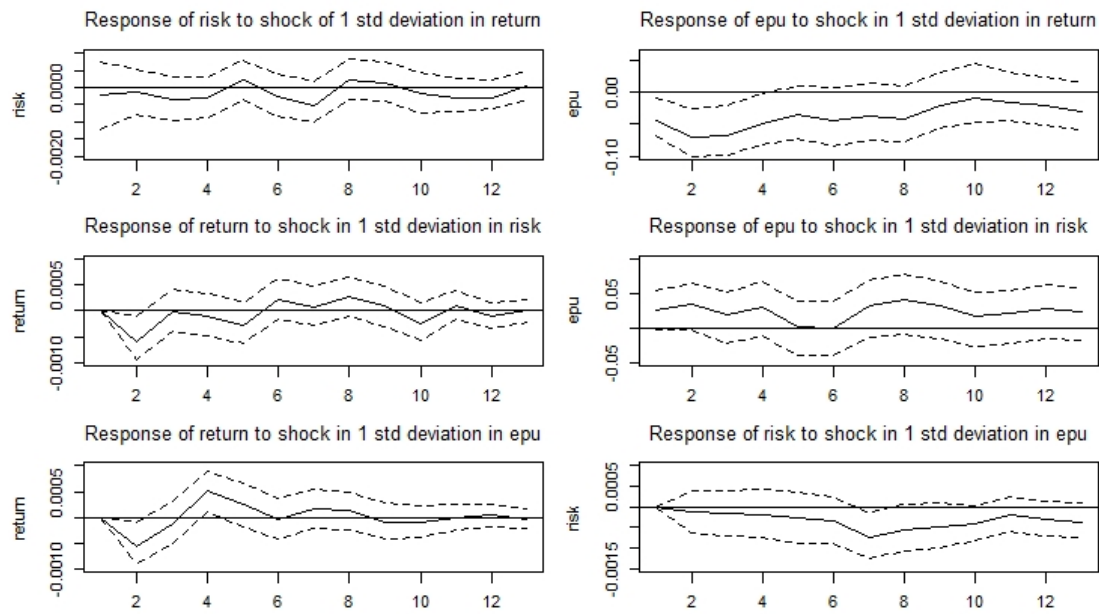 Response of risk to shock of 1 std deviation in return
risk
0.0000
-0.0020
2 4 6 8 10 12
Response of epu to shock in 1 std deviation in return
epu
0.00
-0.10
2 4 6 8 10 12
Response of return to shock in 1 std deviation in risk
return
0.0005
-0.0010
2 4 6 8 10 12
Response of epu to shock in 1 std deviation in risk
epu
0.05
-0.05
2 4 6 8 10 12
Response of return to shock in 1 std deviation in epu
return
0.0005
-0.0010
2 4 6 8 10 12
Response of risk to shock in 1 std deviation in epu
risk
0.0005
-0.0015
2 4 6 8 10 12